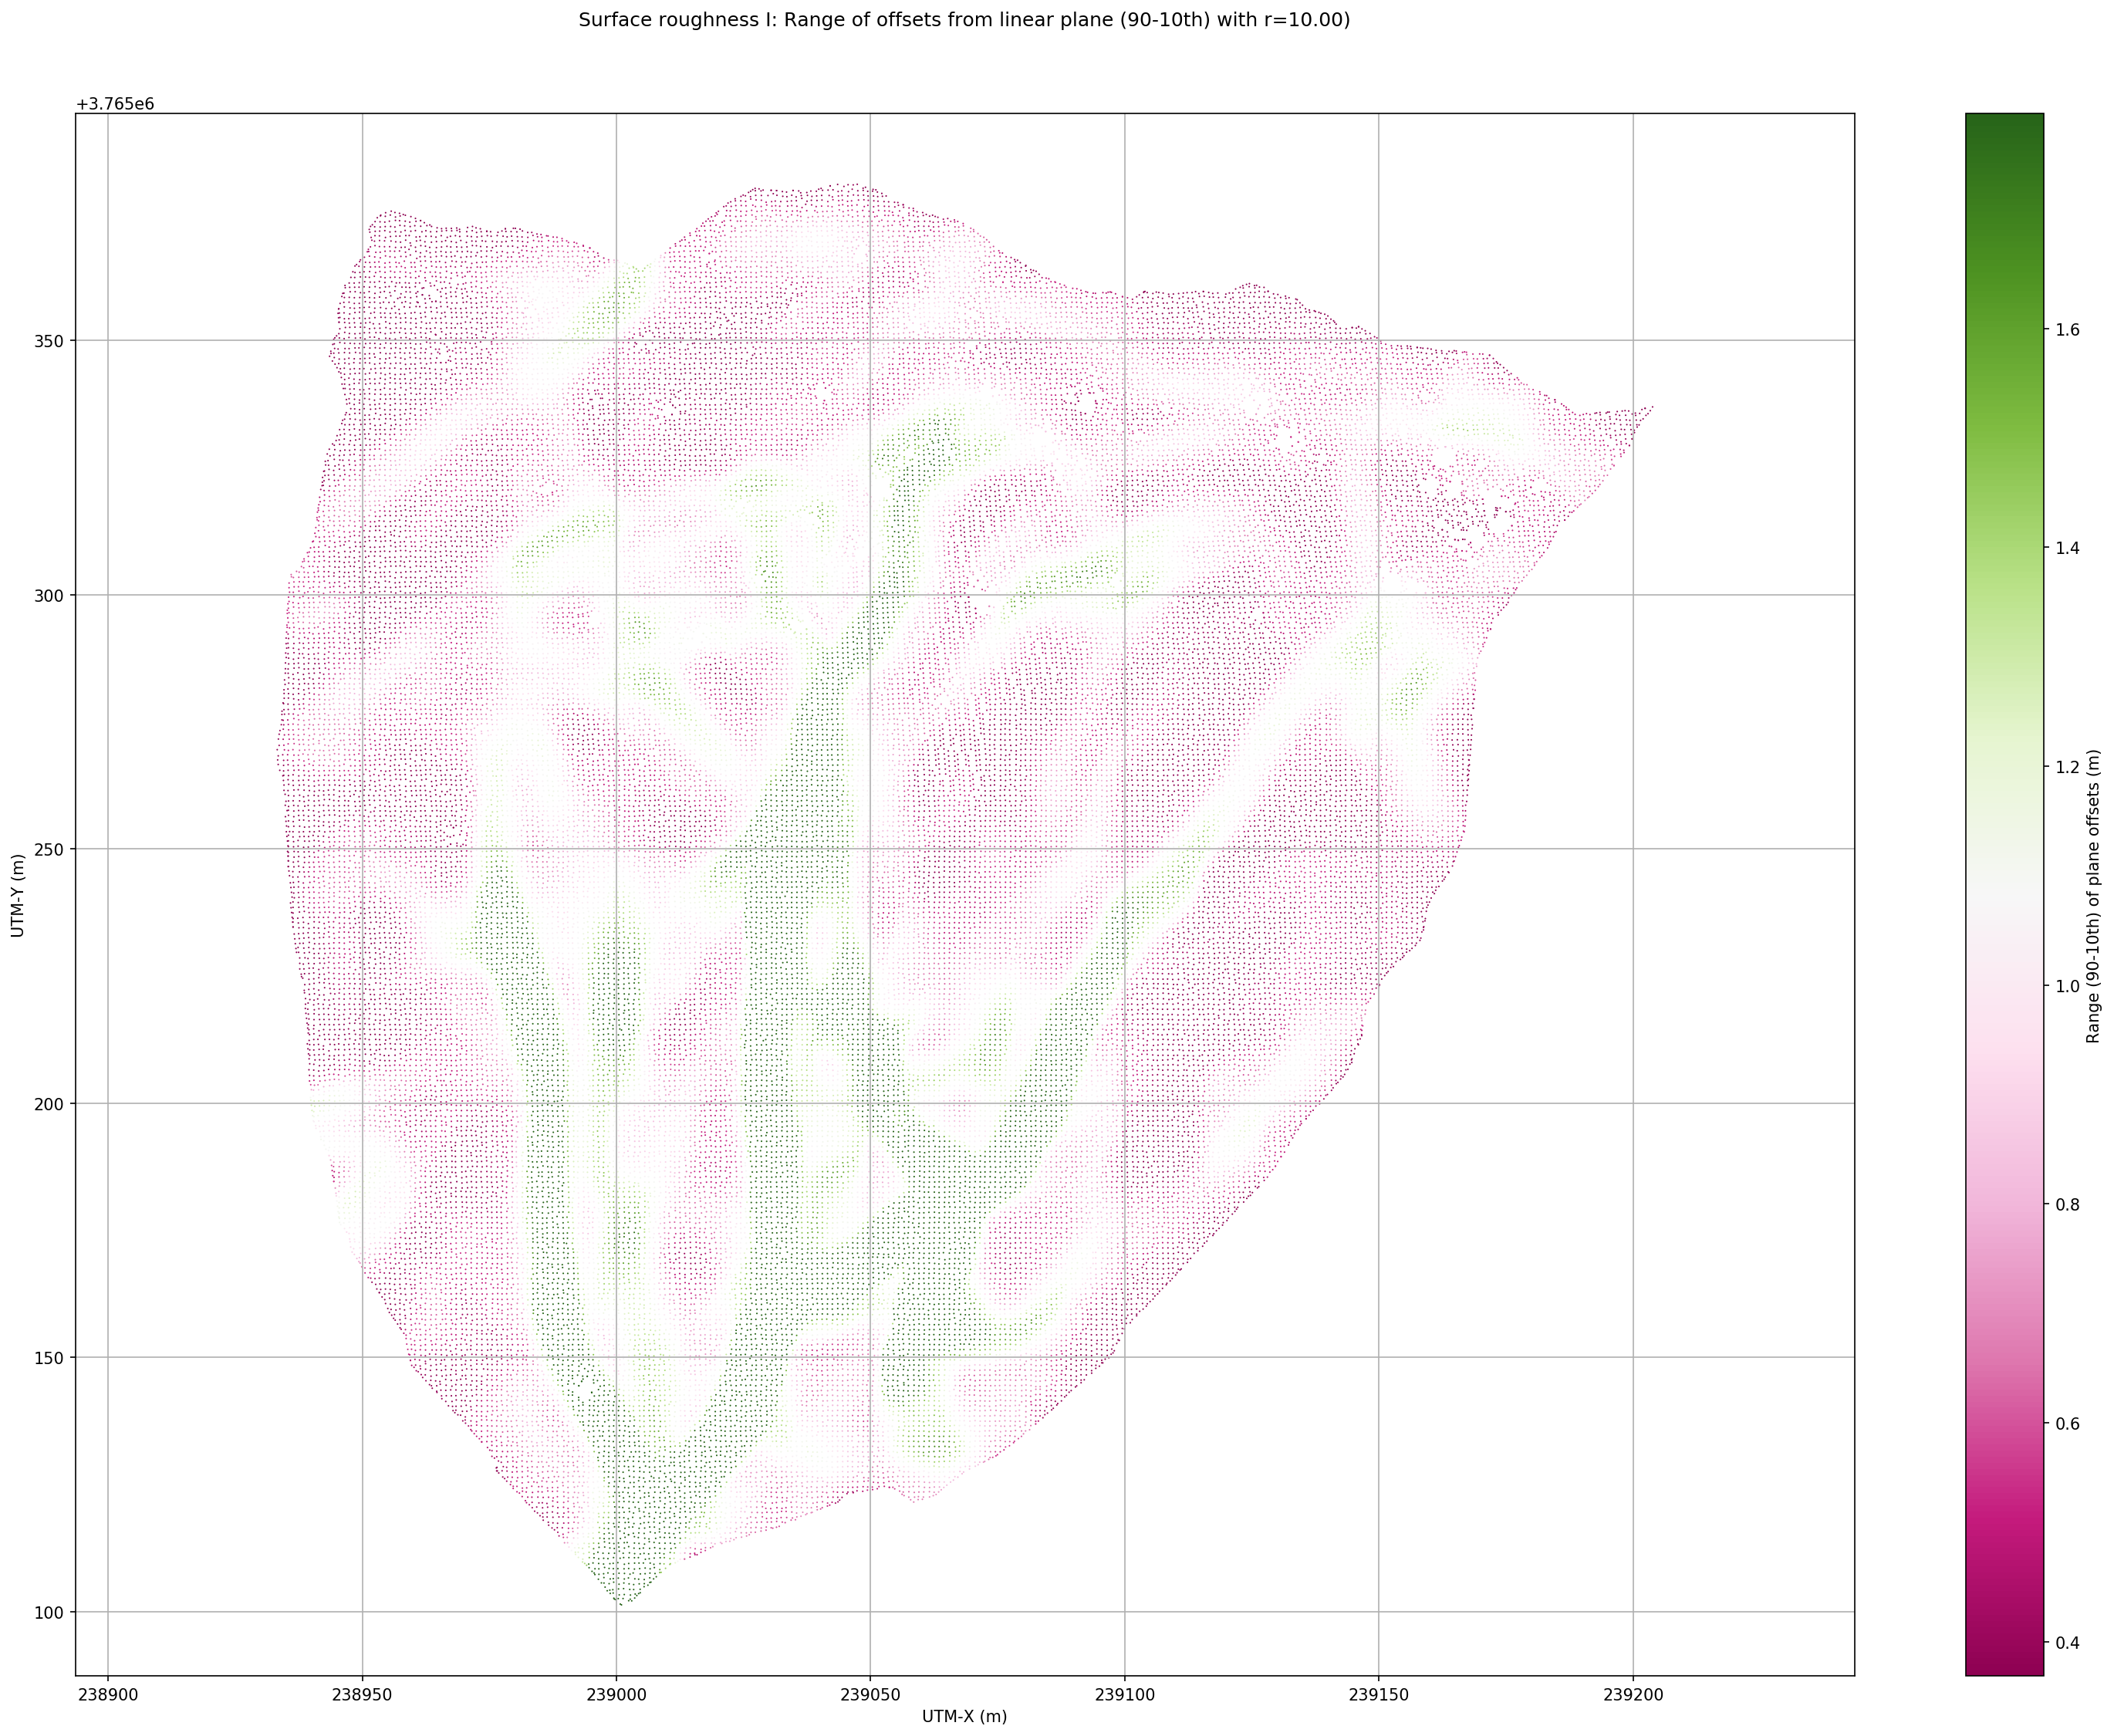 Surface roughness I: Range of offsets from linear plane (90-10th) with r=10.00)
+3.765e6
350
300
250
200
150
100
UTM-Y (m)
238900 238950 239000 239050 239100 239150 239200
UTM-X (m)
1.6
1.4
1.2
1.0
0.8
0.6
0.4
Range (90-10th) of plane offsets (m)